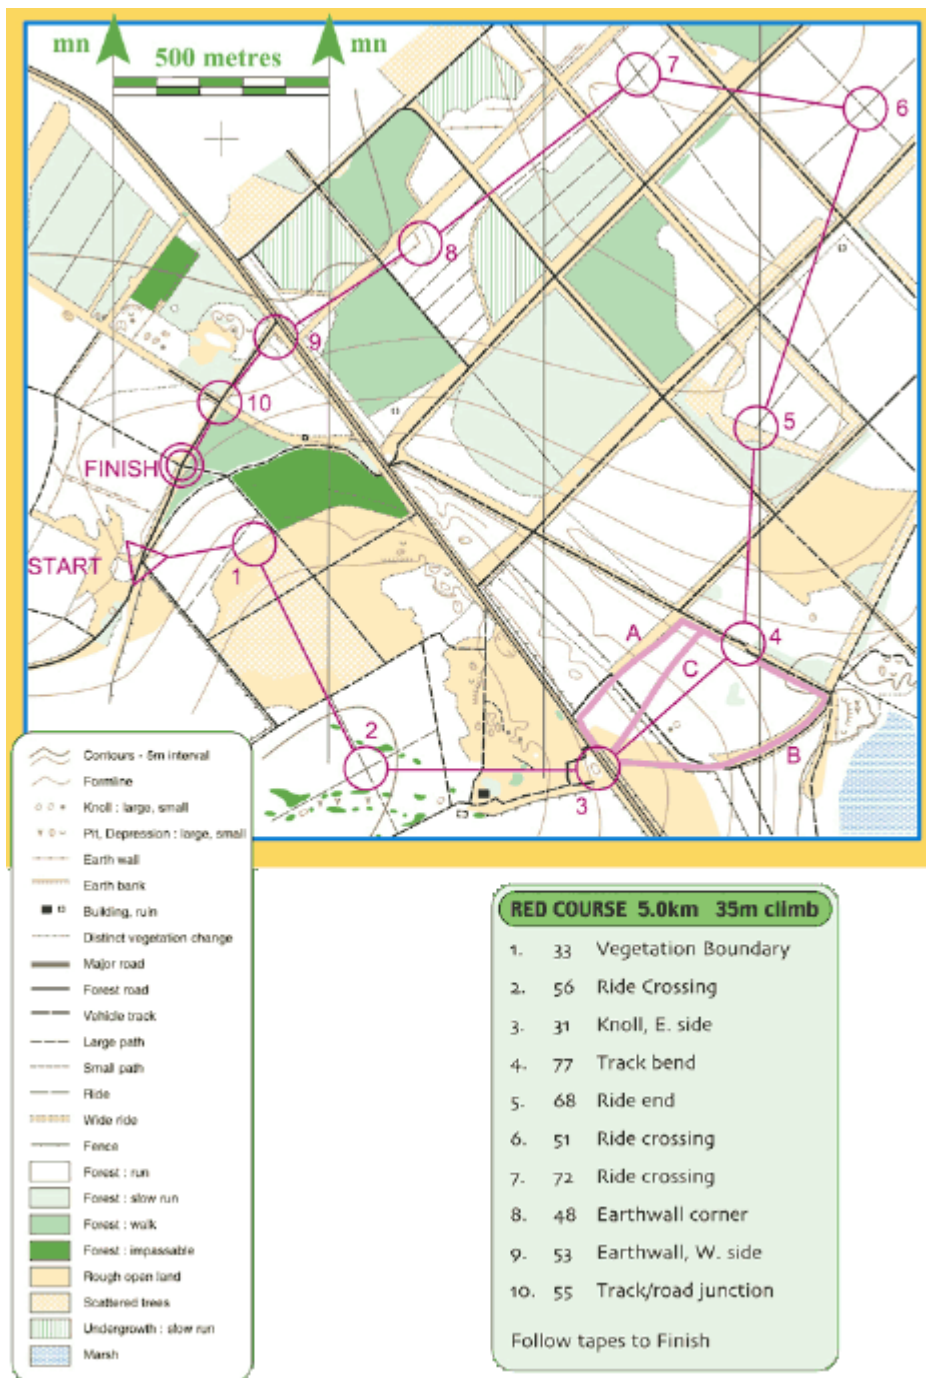 mn
500 metres
mn
7
6
8
9
10
5
FINISH
START
1
A
4
C
2
B
3
Contours - 5m interval
Formline
Knoll : large, small
Pit, Depression : large, small
Earth wall
Earth bank
Building, ruin
Distinct vegetation change
Major road
Forest road
Vehicle track
Large path
Small path
Ride
Wide ride
Fence
Forest : run
Forest : slow run
Forest : walk
Forest : impassable
Rough open land
Scattered trees
Undergrowth : slow run
Marsh
RED COURSE 5.0km 35m climb
1. 33 Vegetation Boundary
2. 56 Ride Crossing
3. 31 Knoll, E. side
4. 77 Track bend
5. 68 Ride end
6. 51 Ride crossing
7. 72 Ride crossing
8. 48 Earthwall corner
9. 53 Earthwall, W. side
10. 55 Track/road junction
Follow tapes to Finish